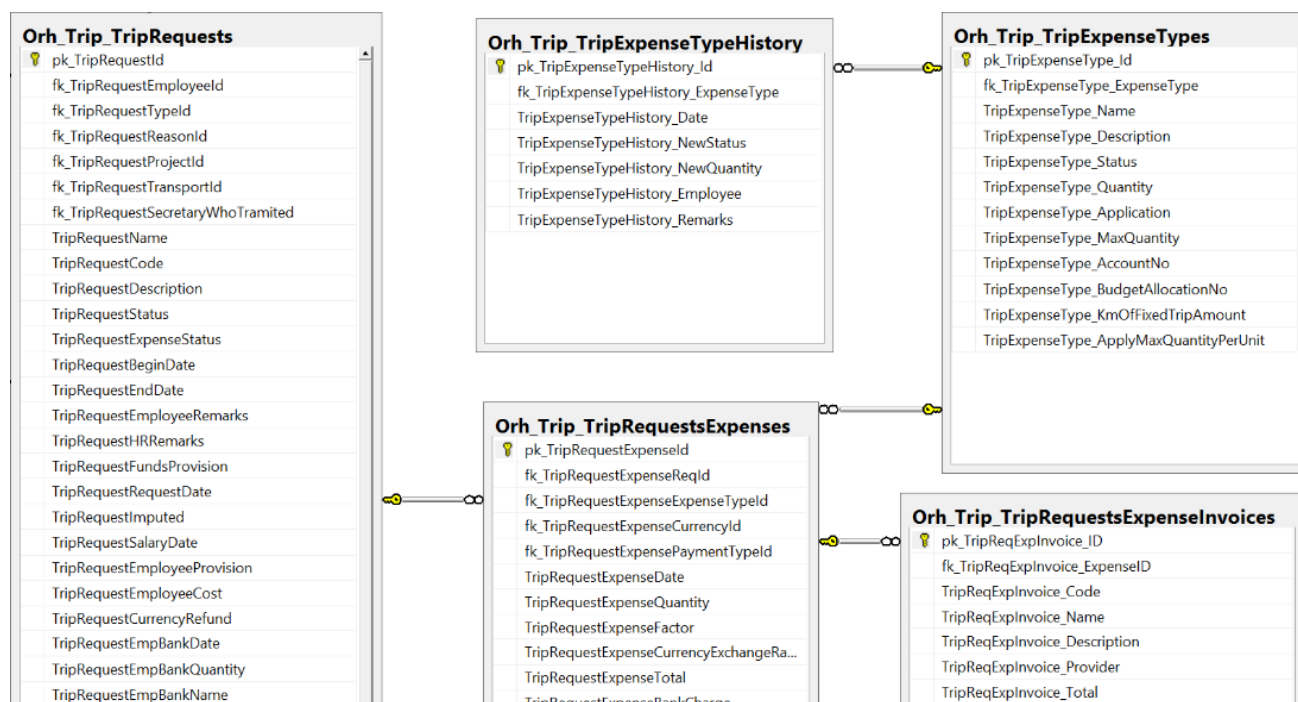 Orh_Trip_TripRequests
pk_TripRequestId
fk_TripRequestEmployeeId
fk_TripRequestTypeId
fk_TripRequestReasonId
fk_TripRequestProjectId
fk_TripRequestTransportId
fk_TripRequestSecretaryWhoTramited
TripRequestName
TripRequestCode
TripRequestDescription
TripRequestStatus
TripRequestExpenseStatus
TripRequestBeginDate
TripRequestEndDate
TripRequestEmployeeRemarks
TripRequestHRRemarks
TripRequestFundsProvision
TripRequestRequestDate
TripRequestImputed
TripRequestSalaryDate
TripRequestEmployeeProvision
TripRequestEmployeeCost
TripRequestCurrencyRefund
TripRequestEmpBankDate
TripRequestEmpBankQuantity
TripRequestEmpBankName
Orh_Trip_TripExpenseTypeHistory
pk_TripExpenseTypeHistory_Id
fk_TripExpenseTypeHistory_ExpenseType
TripExpenseTypeHistory_Date
TripExpenseTypeHistory_NewStatus
TripExpenseTypeHistory_NewQuantity
TripExpenseTypeHistory_Employee
TripExpenseTypeHistory_Remarks
Orh_Trip_TripExpenseTypes
pk_TripExpenseType_Id
fk_TripExpenseType_ExpenseType
TripExpenseType_Name
TripExpenseType_Description
TripExpenseType_Status
TripExpenseType_Quantity
TripExpenseType_Application
TripExpenseType_MaxQuantity
TripExpenseType_AccountNo
TripExpenseType_BudgetAllocationNo
TripExpenseType_KmOfFixedTripAmount
TripExpenseType_ApplyMaxQuantityPerUnit
Orh_Trip_TripRequestsExpenses
pk_TripRequestExpenseId
fk_TripRequestExpenseReqId
fk_TripRequestExpenseExpenseTypeId
fk_TripRequestExpenseCurrencyId
fk_TripRequestExpensePaymentTypeId
TripRequestExpenseDate
TripRequestExpenseQuantity
TripRequestExpenseFactor
TripRequestExpenseCurrencyExchangeRa...
TripRequestExpenseTotal
TripRequestExpenseBankCharge
Orh_Trip_TripRequestsExpenseInvoices
pk_TripReqExpInvoice_ID
fk_TripReqExpInvoice_ExpenseID
TripReqExpInvoice_Code
TripReqExpInvoice_Name
TripReqExpInvoice_Description
TripReqExpInvoice_Provider
TripReqExpInvoice_Total